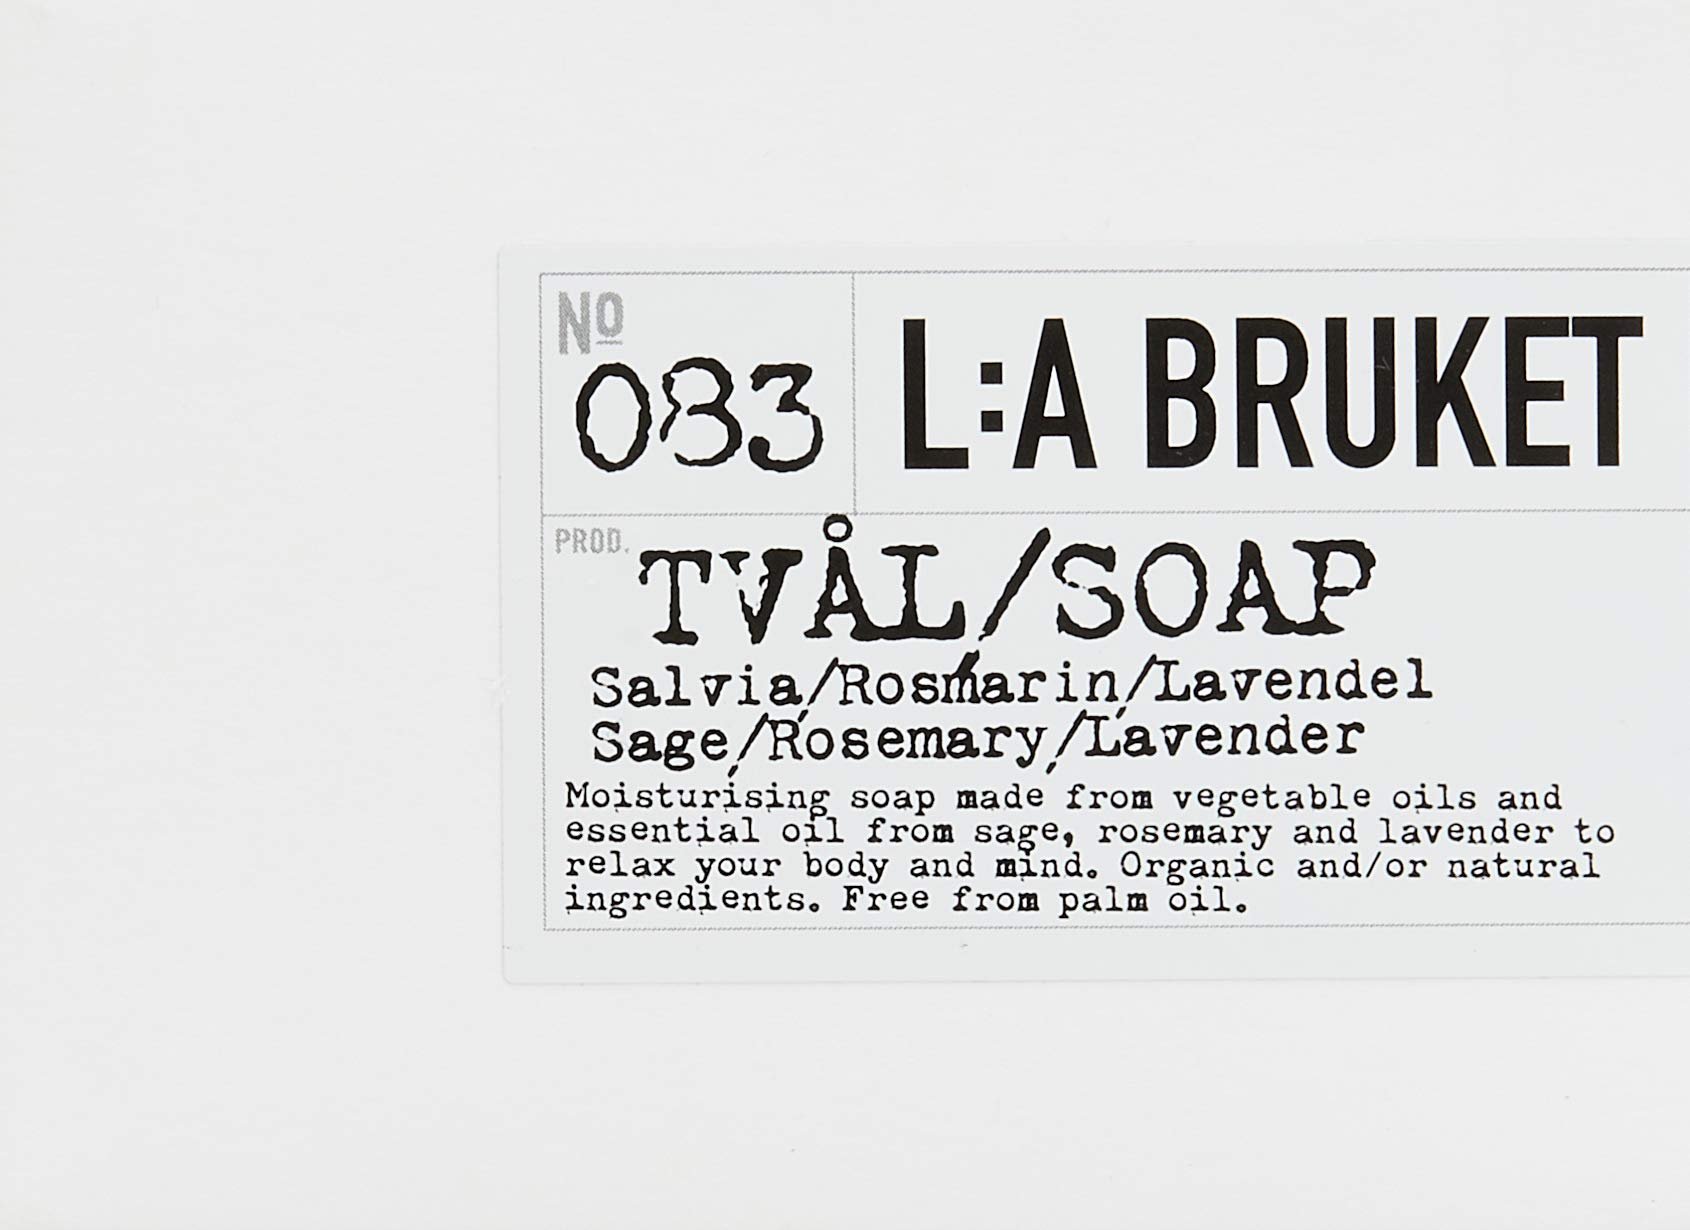 Nº
083
L:A BRUKET
PROD.
TVÅL/SOAP
Salvia/Rosmarin/Lavendel
Sage/Rosemary/Lavender
Moisturising soap made from vegetable oils and
essential oil from sage, rosemary and lavender to
relax your body and mind. Organic and/or natural
ingredients. Free from palm oil.